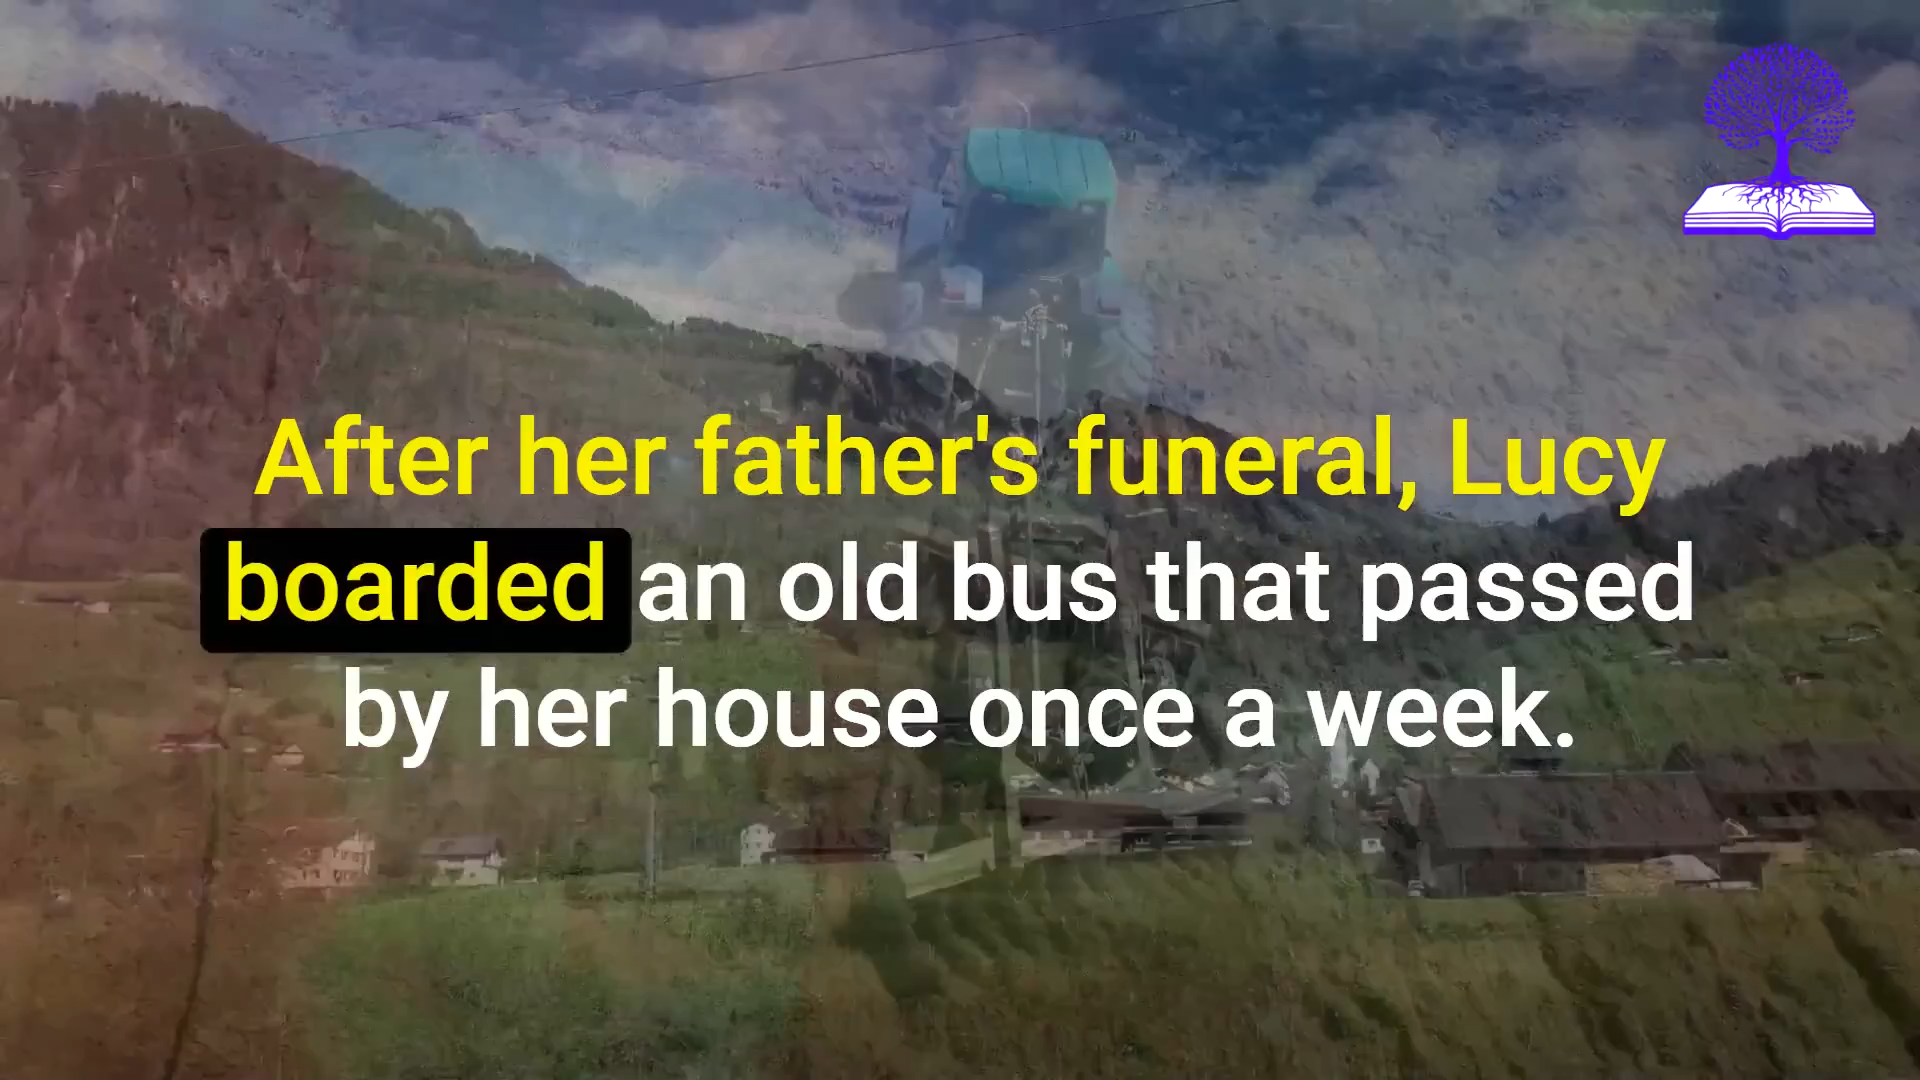 After her father's funeral, Lucy
boarded an old bus that passed
by her house once a week.